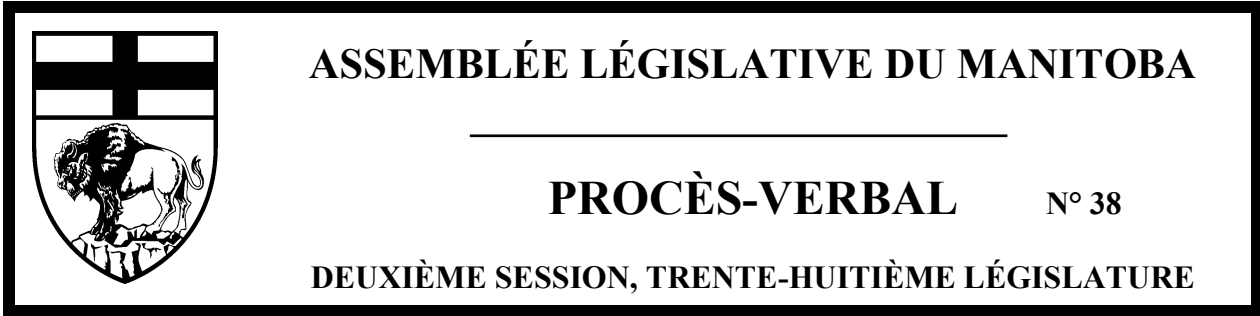 ASSEMBLÉE LÉGISLATIVE DU MANITOBA
PROCÈS-VERBAL N° 38
DEUXIÈME SESSION, TRENTE-HUITIÈME LÉGISLATURE